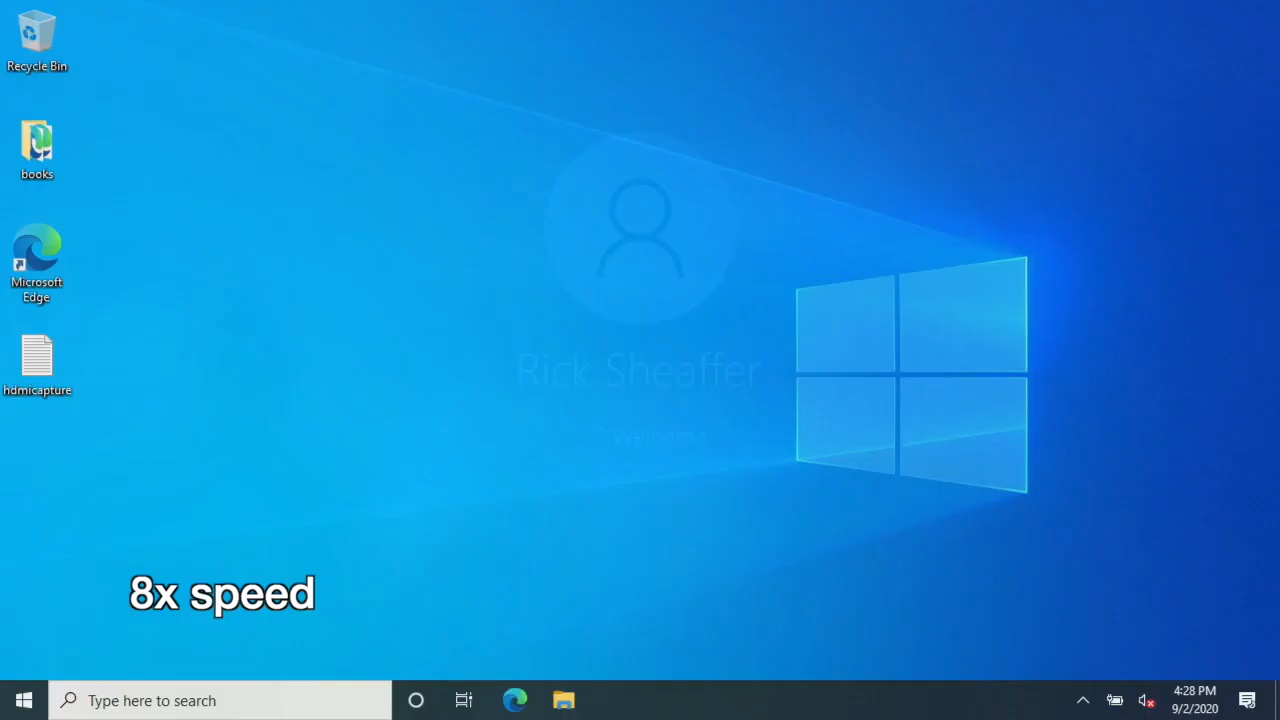 Recycle Bin
books
Microsoft
Edge
hdmicapture
Rick Sheaffer
Welcome
8x speed
Type here to search
4:28 PM
9/2/2020